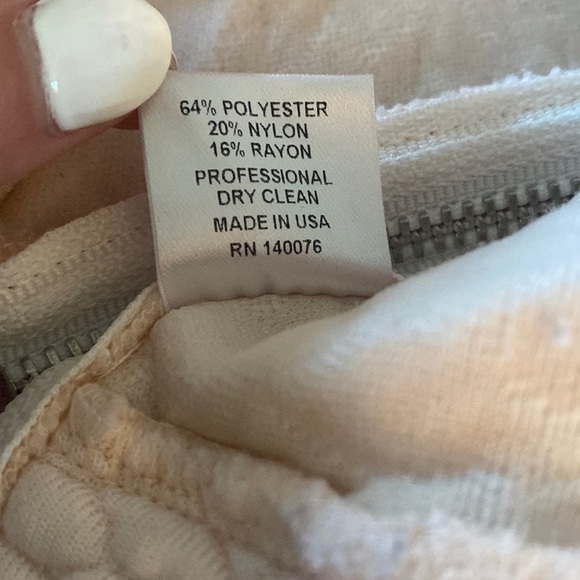 64% POLYESTER
20% NYLON
16% RAYON
PROFESSIONAL
DRY CLEAN
MADE IN USA
RN 140076